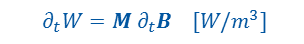 ∂ₜW = M ∂ₜB [W/m³]